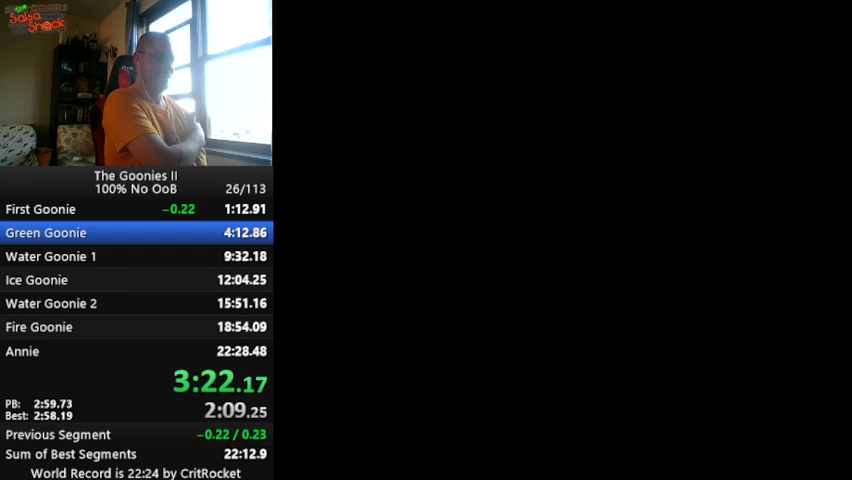 The
Salsa
Shack
The Goonies II
100% No OoB 26/113
First Goonie −0.22 1:12.91
Green Goonie 4:12.86
Water Goonie 1 9:32.18
Ice Goonie 12:04.25
Water Goonie 2 15:51.16
Fire Goonie 18:54.09
Annie 22:28.48
3:22.17
PB: 2:59.73
Best: 2:58.19
2:09.25
Previous Segment −0.22 / 0.23
Sum of Best Segments 22:12.9
World Record is 22:24 by CritRocket